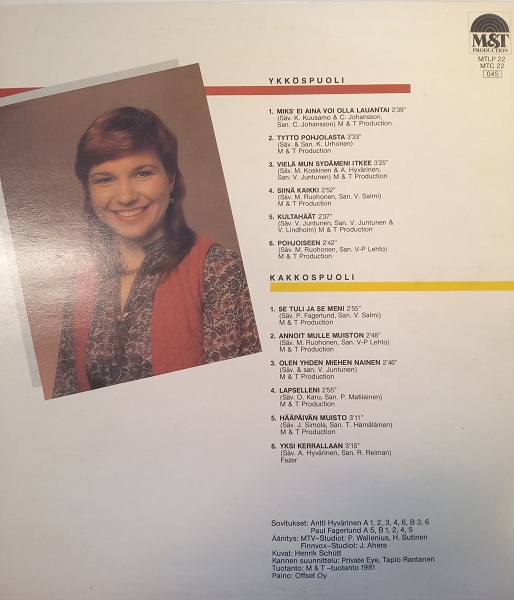 M&T
PRODUCTION
MTLP 22
MTC 22
045
YKKÖSPUOLI
1. MIKS' EI AINA VOI OLLA LAUANTAI 2'39"
(Säv. K. Kuusamo & C. Johansson,
San. C. Johansson) M & T Production
2. TYTTÖ POHJOLASTA 3'33"
(Säv. & San. K. Urhonen)
M & T Production
3. VIELÄ MUN SYDÄMENI ITKEE 3'25"
(Säv. M. Koskinen & A. Hyvärinen,
San. V. Juntunen) M & T Production
4. SIINÄ KAIKKI 2'52"
(Säv. M. Ruohonen, San. V. Salmi)
M & T Production
5. KULTAHÄÄT 2'37"
(Säv. V. Juntunen, San. V. Juntunen &
V. Lindholm) M & T Production
6. POHJOISEEN 2'42"
(Säv. M. Ruohonen, San. V-P Lehto)
M & T Production
KAKKOSPUOLI
1. SE TULI JA SE MENI 2'55"
(Säv. P. Fagerlund, San. V. Salmi)
M & T Production
2. ANNOIT MULLE MUISTON 2'48"
(Säv. M. Ruohonen, San. V-P Lehto)
M & T Production
3. OLEN YHDEN MIEHEN NAINEN 2'46"
(Säv. & san. V. Juntunen)
M & T Production
4. LAPSELLENI 2'55"
(Säv. O. Karu, San. P. Matilainen)
M & T Production
5. HÄÄPÄIVÄN MUISTO 3'11"
(Säv. J. Simola, San. T. Hämäläinen)
M & T Production
6. YKSI KERRALLAAN 3'15"
(Säv. A. Hyvärinen, San. R. Reiman)
Fazer
Sovitukset: Antti Hyvärinen A 1, 2, 3, 4, 6, B 3, 6
Paul Fagerlund A 5, B 1, 2, 4, 5
Äänitys: MTV–Studiot: P. Wallenius, H. Sutinen
Finnvox–Studiot: J. Ahera
Kuvat: Henrik Schütt
Kannen suunnittelu: Private Eye, Tapio Rantanen
Tuotanto: M & T –tuotanto 1981
Paino: Offset Oy